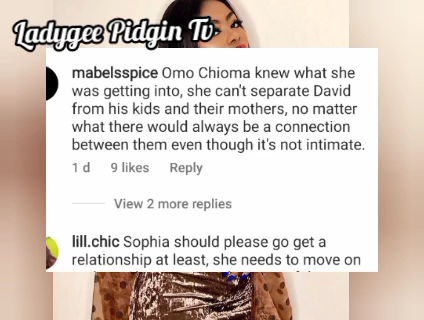 Ladygee Pidgin Tv
mabelsspice Omo Chioma knew what she
was getting into, she can't separate David
from his kids and their mothers, no matter
what there would always be a connection
between them even though it's not intimate.
1 d 9 likes Reply
View 2 more replies
lill.chic Sophia should please go get a
relationship at least, she needs to move on